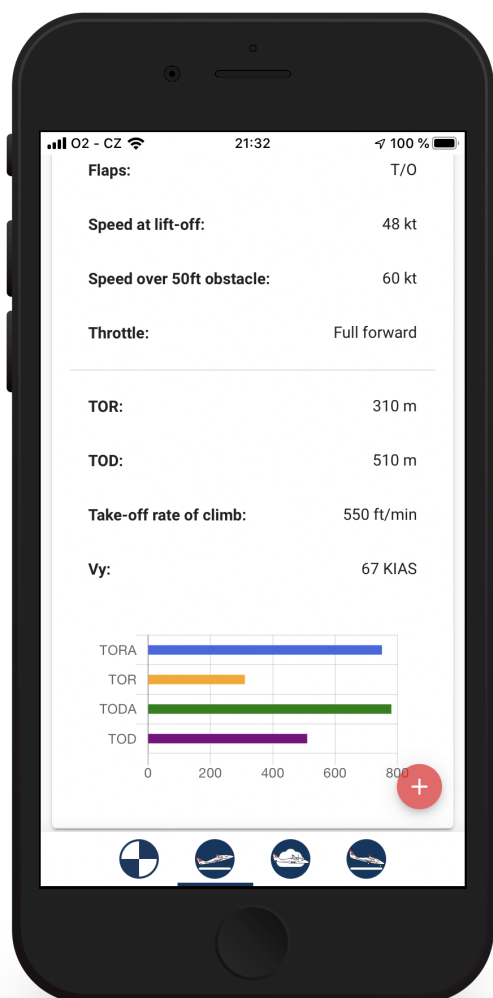 O2 - CZ 21:32 100 %
Flaps: T/O
Speed at lift-off: 48 kt
Speed over 50ft obstacle: 60 kt
Throttle: Full forward
TOR: 310 m
TOD: 510 m
Take-off rate of climb: 550 ft/min
Vy: 67 KIAS
TORA
TOR
TODA
TOD
0 200 400 600 800
+